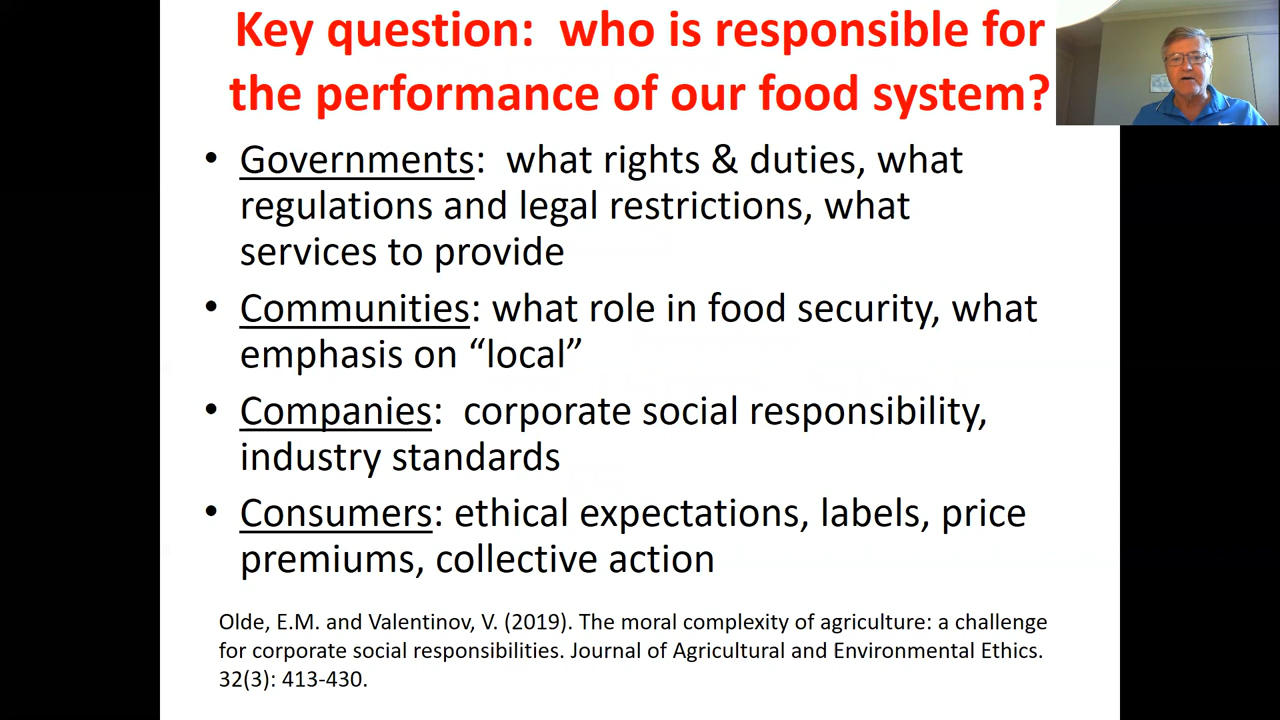 Key question:  who is responsible for
the performance of our food system?
• Governments:  what rights & duties, what
regulations and legal restrictions, what
services to provide
• Communities: what role in food security, what
emphasis on “local”
• Companies:  corporate social responsibility,
industry standards
• Consumers: ethical expectations, labels, price
premiums, collective action
Olde, E.M. and Valentinov, V. (2019). The moral complexity of agriculture: a challenge
for corporate social responsibilities. Journal of Agricultural and Environmental Ethics.
32(3): 413-430.